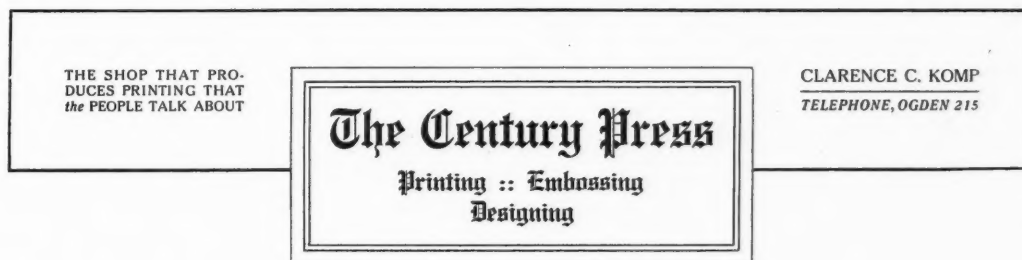 THE SHOP THAT PRO-
DUCES PRINTING THAT
the PEOPLE TALK ABOUT
The Century Press
Printing :: Embossing
Designing
CLARENCE C. KOMP
TELEPHONE, OGDEN 215